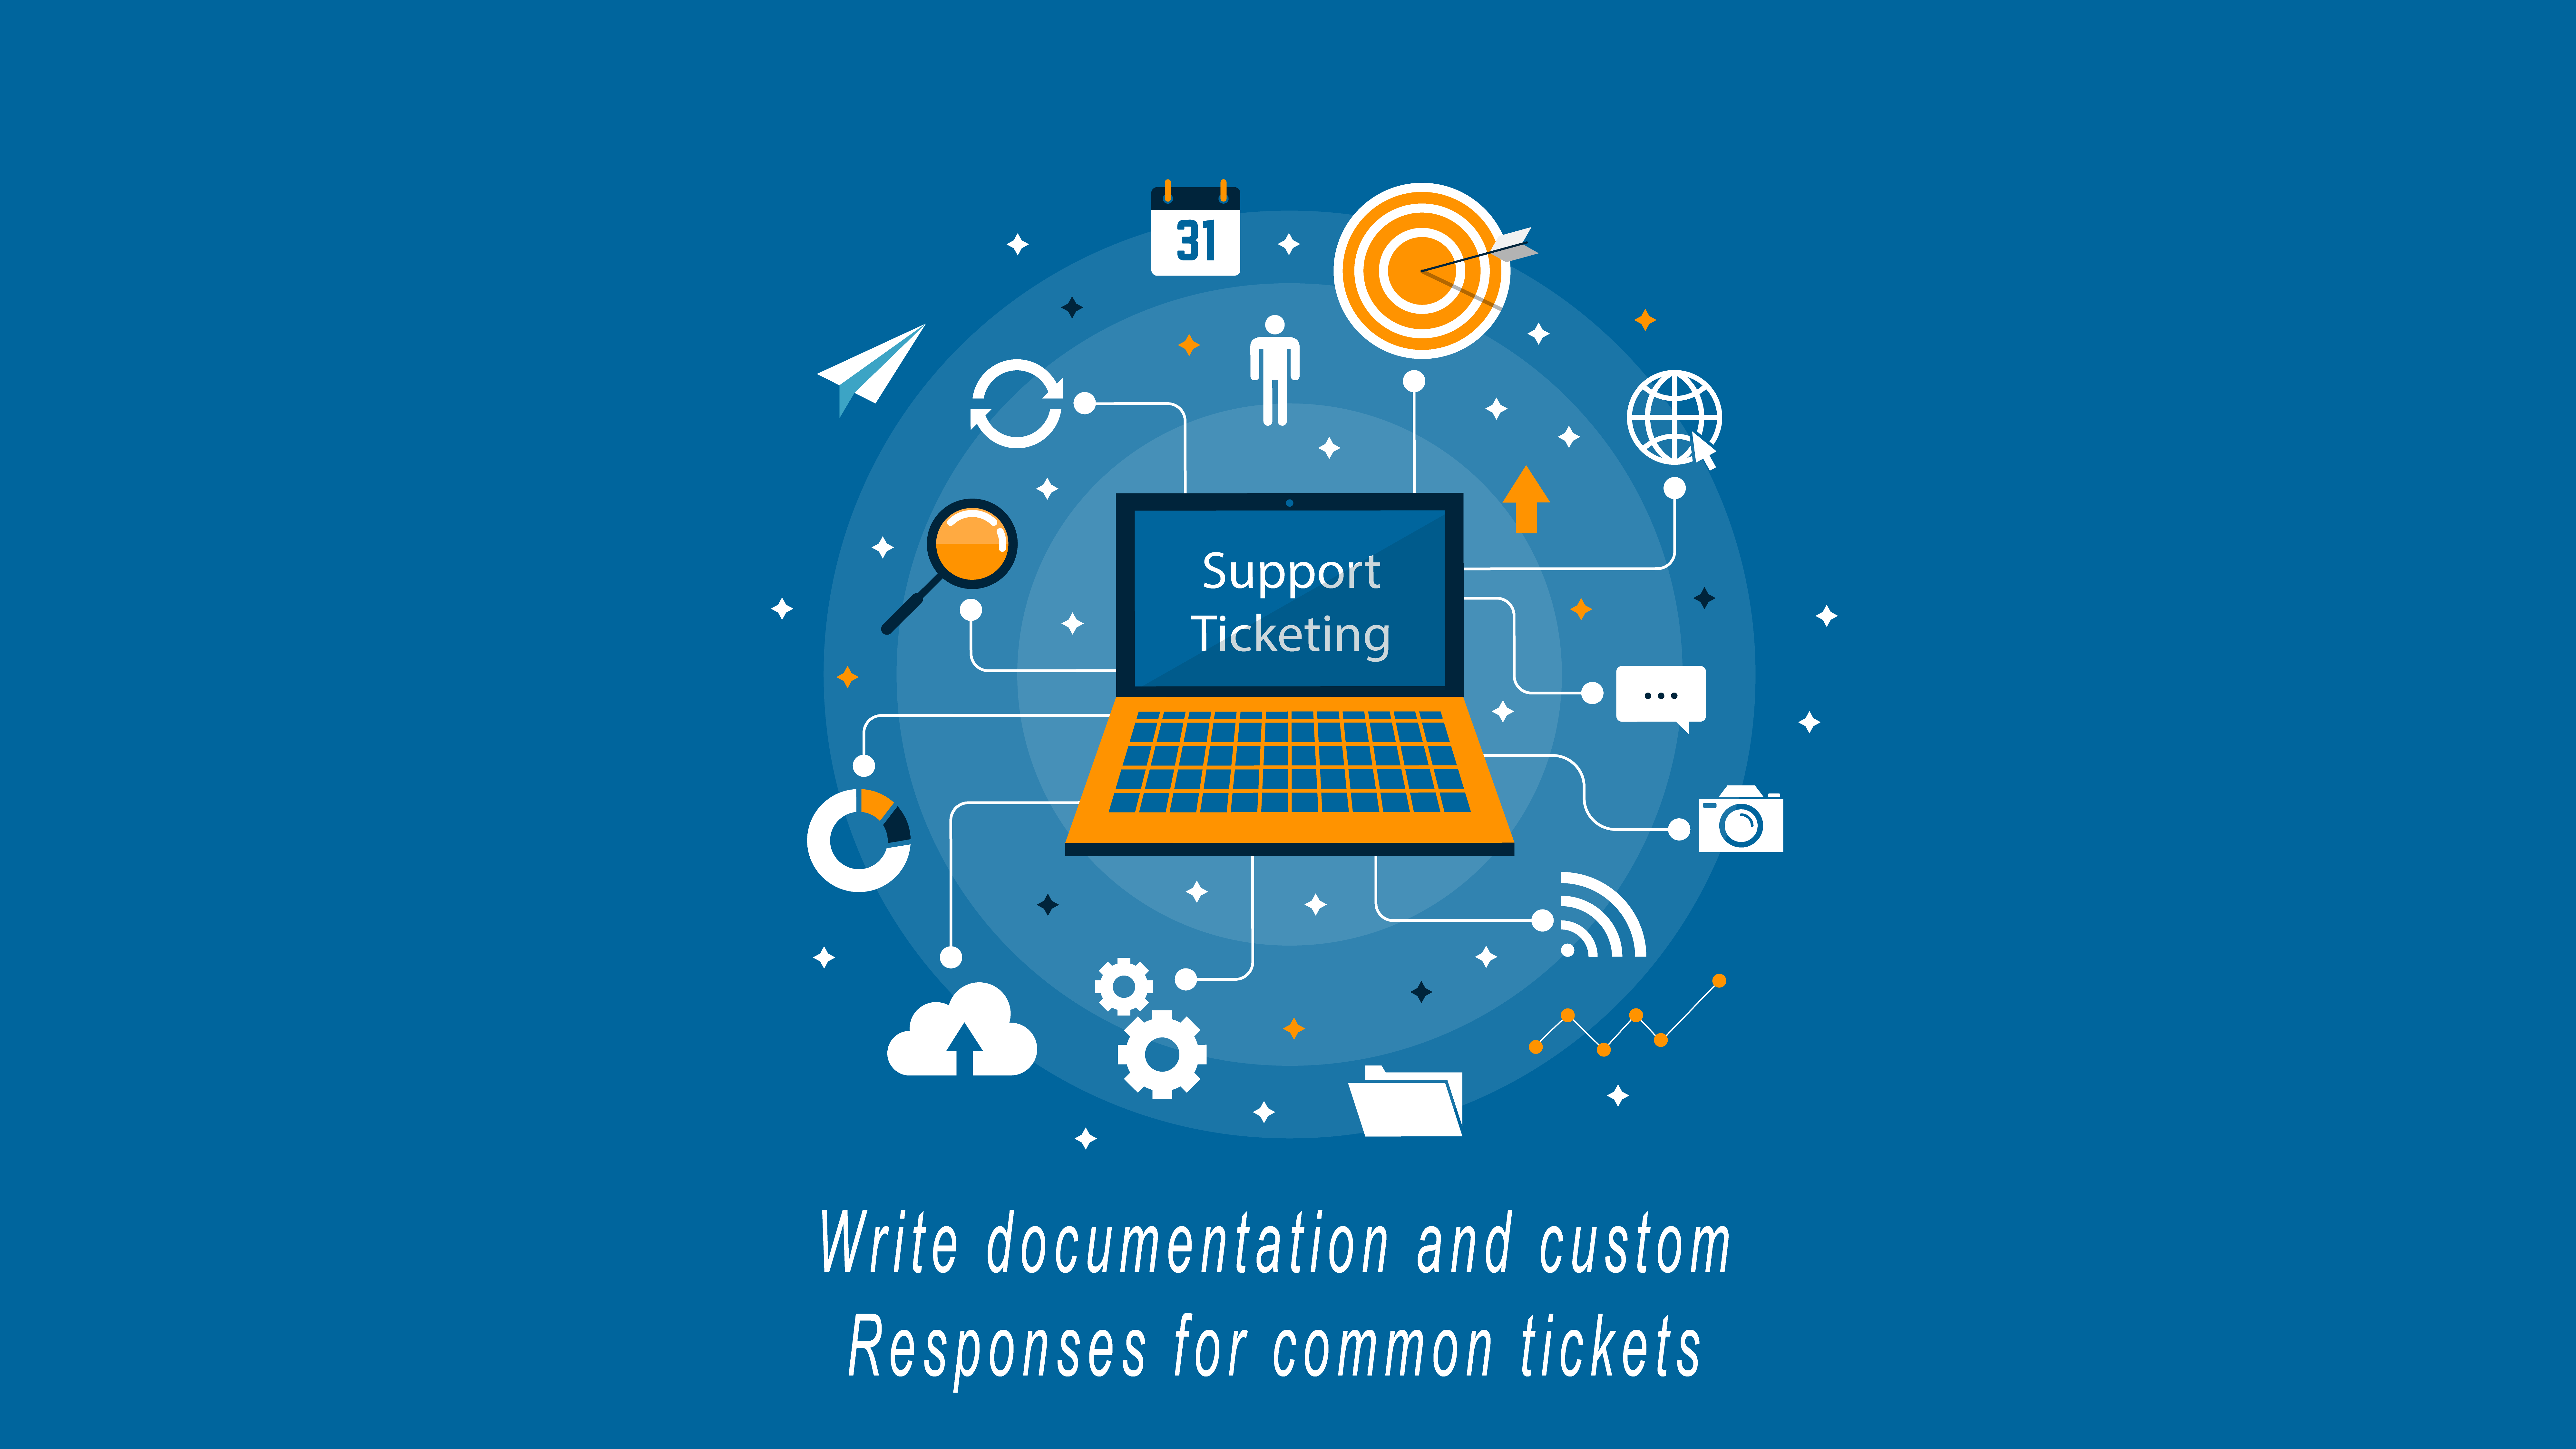 31
Support
Ticketing
Write documentation and custom
Responses for common tickets